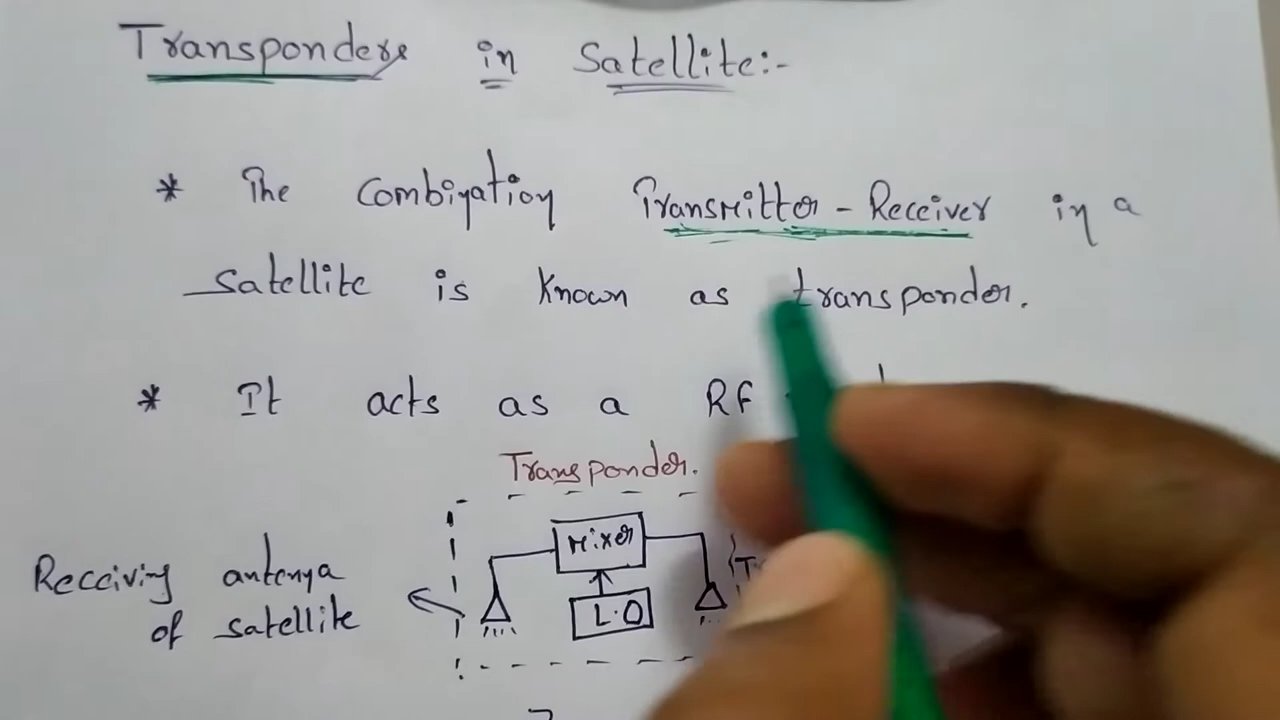 Transponders in Satellite:-
* The Combination Transmitter - Receiver in a
satellite is known as transponder.
* It acts as a RF
Transponder.
Mixer
Receiving antenna
of satellite
L.O